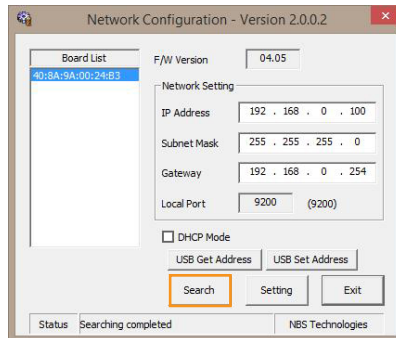 Network Configuration - Version 2.0.0.2
Board List
40:8A:9A:00:24:B3
F/W Version 04.05
Network Setting
IP Address 192 . 168 . 0 . 100
Subnet Mask 255 . 255 . 255 . 0
Gateway 192 . 168 . 0 . 254
Local Port 9200 (9200)
DHCP Mode
USB Get Address USB Set Address
Search Setting Exit
Status Searching completed NBS Technologies